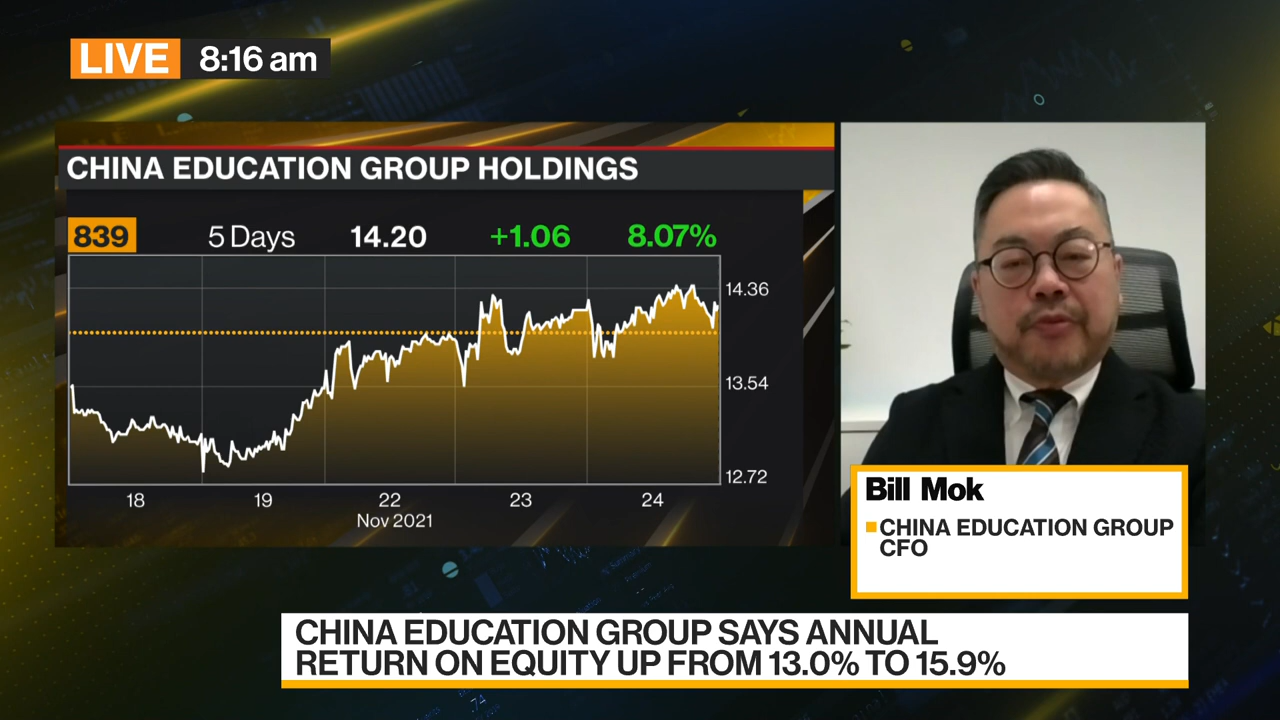 LIVE 8:16 am
CHINA EDUCATION GROUP HOLDINGS
839 5 Days 14.20 +1.06 8.07%
14.36
13.54
12.72
18 19 22 23 24
Nov 2021
Bill Mok
CHINA EDUCATION GROUP
CFO
CHINA EDUCATION GROUP SAYS ANNUAL
RETURN ON EQUITY UP FROM 13.0% TO 15.9%